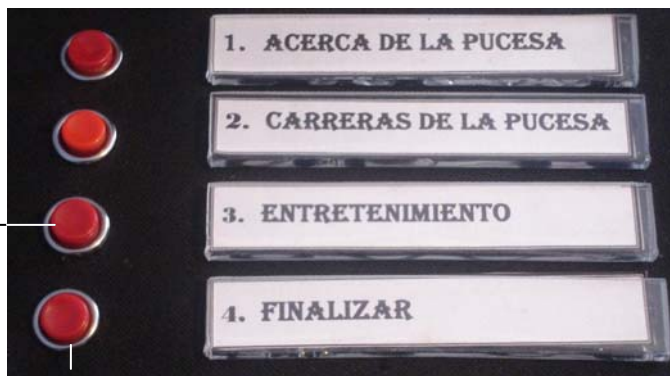 1. ACERCA DE LA PUCESA
2. CARRERAS DE LA PUCESA
3. ENTRETENIMIENTO
4. FINALIZAR